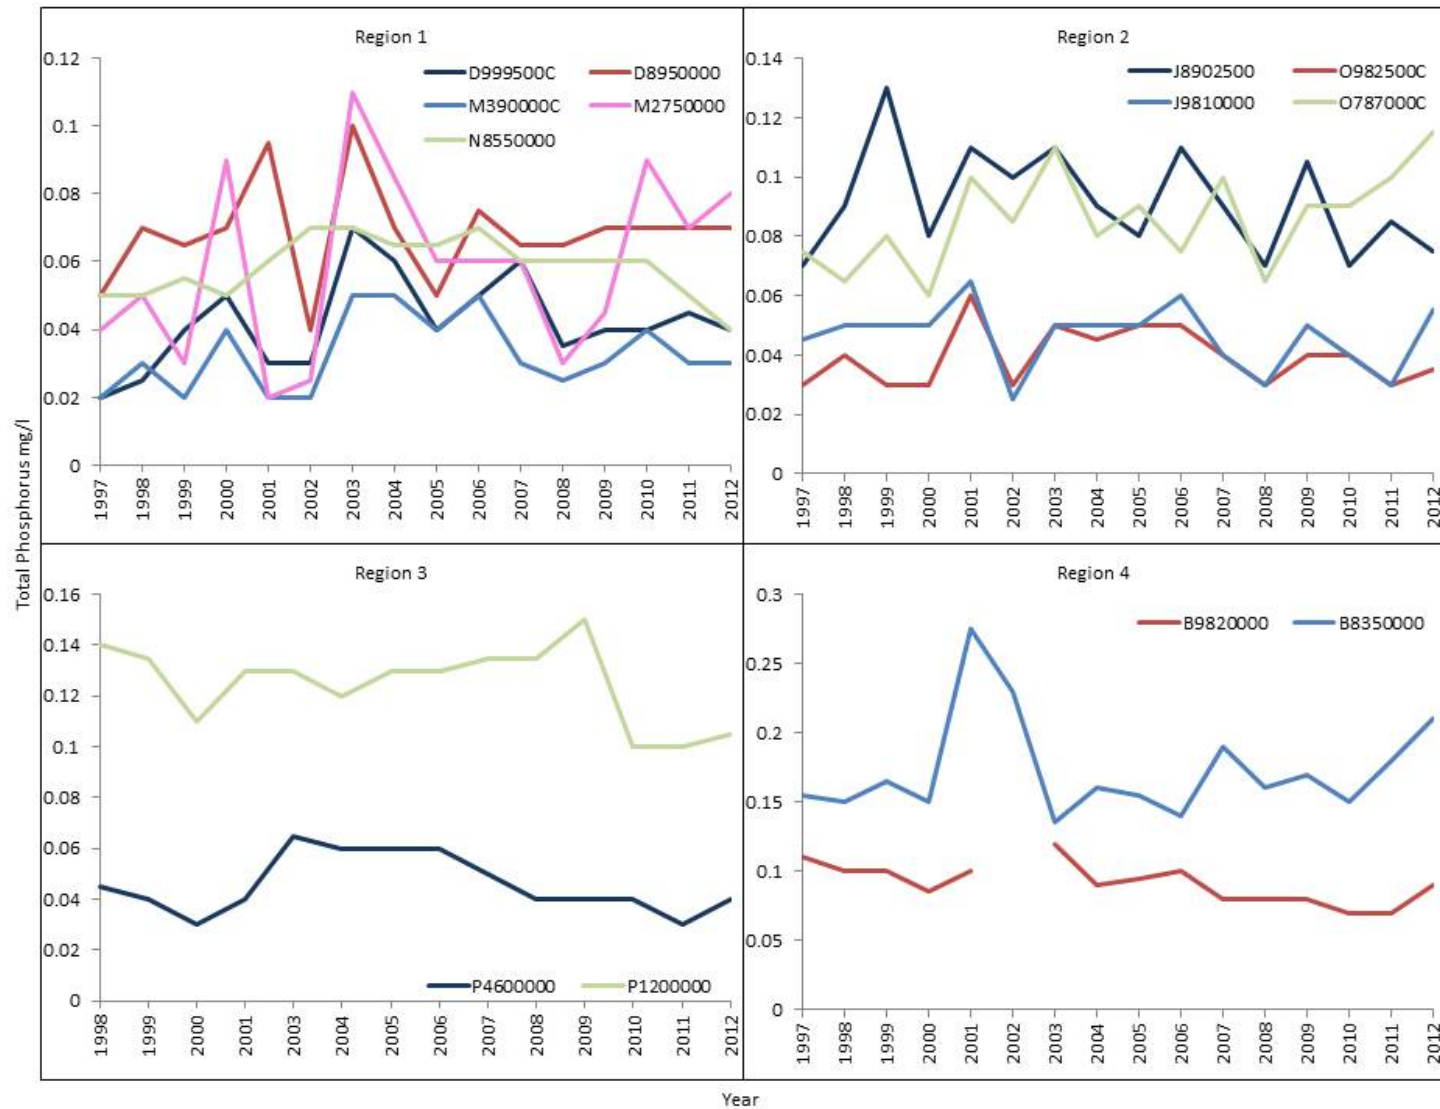 Region 1
0.12
0.1
0.08
0.06
0.04
0.02
0
D999500C D8950000
M390000C M2750000
N8550000
1997 1998 1999 2000 2001 2002 2003 2004 2005 2006 2007 2008 2009 2010 2011 2012
Region 2
0.14
0.12
0.1
0.08
0.06
0.04
0.02
0
J8902500 O982500C
J9810000 O787000C
1997 1998 1999 2000 2001 2002 2003 2004 2005 2006 2007 2008 2009 2010 2011 2012
Total Phosphorus mg/l
Region 3
0.16
0.14
0.12
0.1
0.08
0.06
0.04
0.02
0
P4600000 P1200000
1998 1999 2000 2001 2003 2004 2005 2006 2007 2008 2009 2010 2011 2012
Region 4
0.3
0.25
0.2
0.15
0.1
0.05
0
B9820000 B8350000
1997 1998 1999 2000 2001 2002 2003 2004 2005 2006 2007 2008 2009 2010 2011 2012
Year